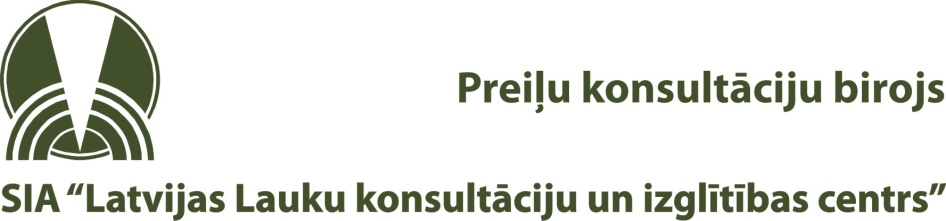 Preiļu konsultāciju birojs
SIA “Latvijas Lauku konsultāciju un izglītības centrs”